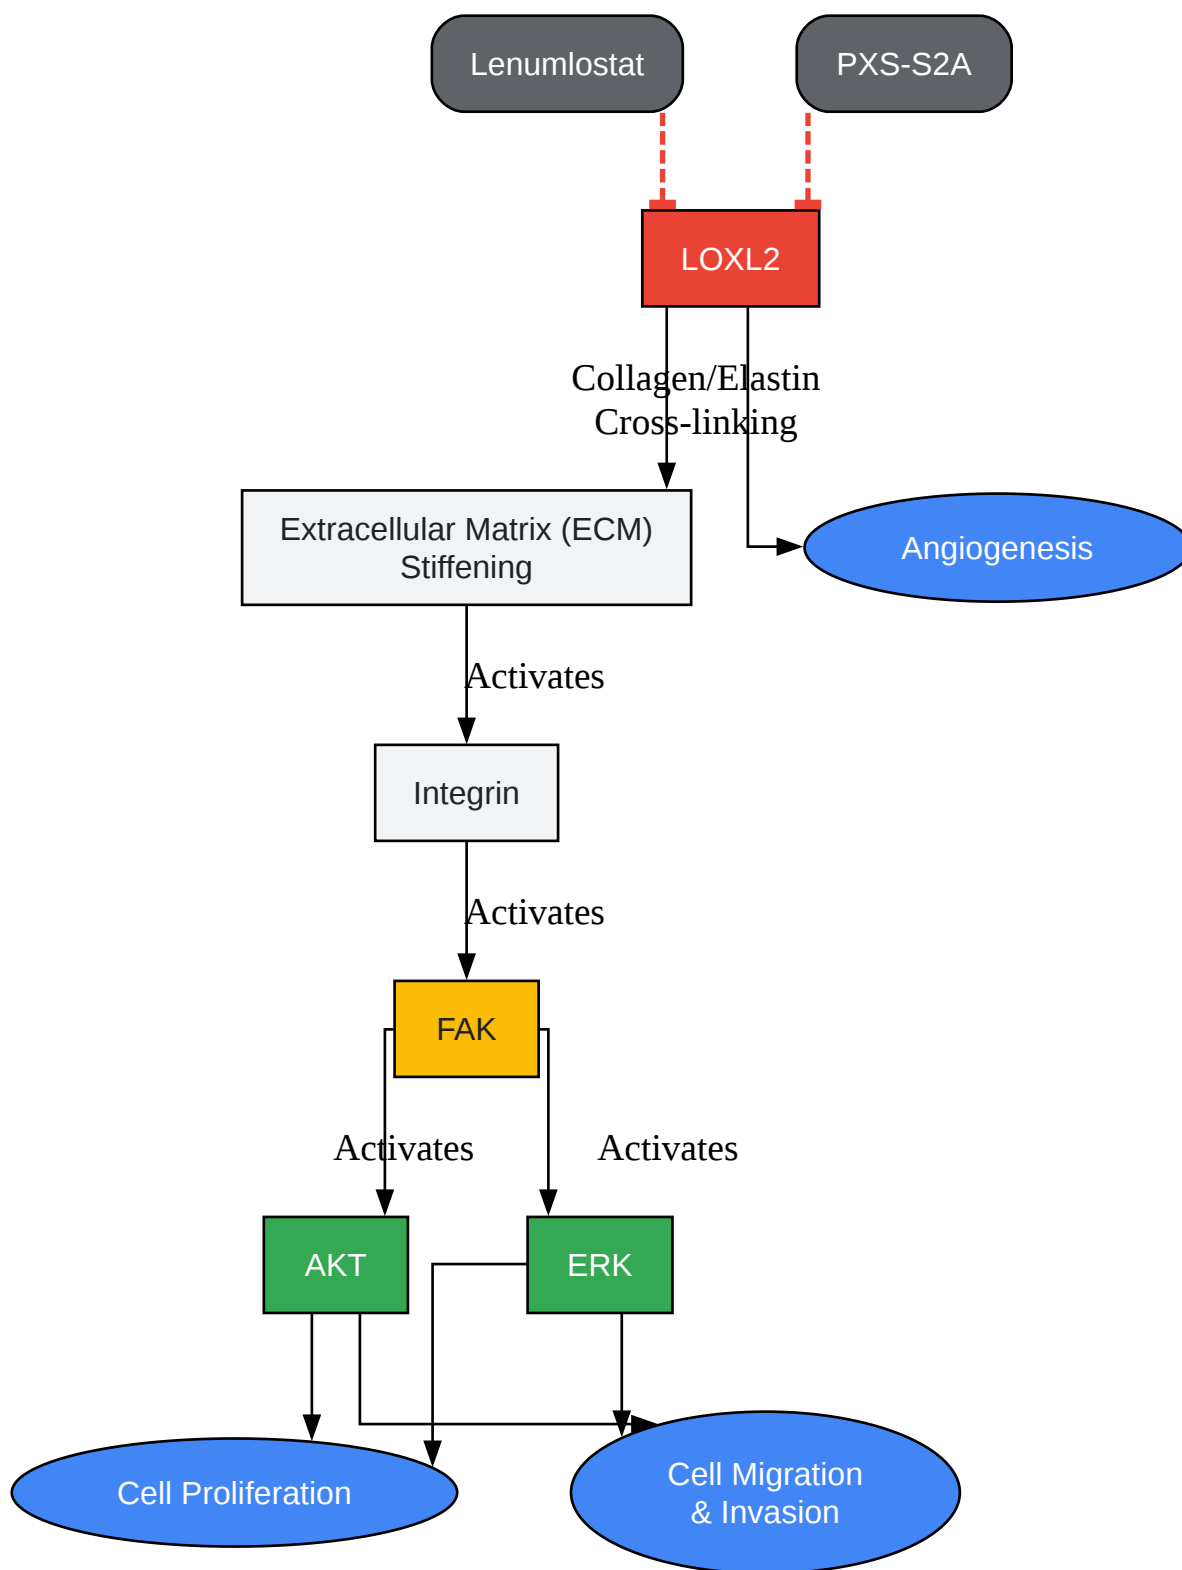 Lenumlostat
PXS-S2A
LOXL2
Collagen/Elastin
Cross-linking
Extracellular Matrix (ECM)
Stiffening
Angiogenesis
Activates
Integrin
Activates
FAK
Activates
Activates
AKT
ERK
Cell Proliferation
Cell Migration
& Invasion